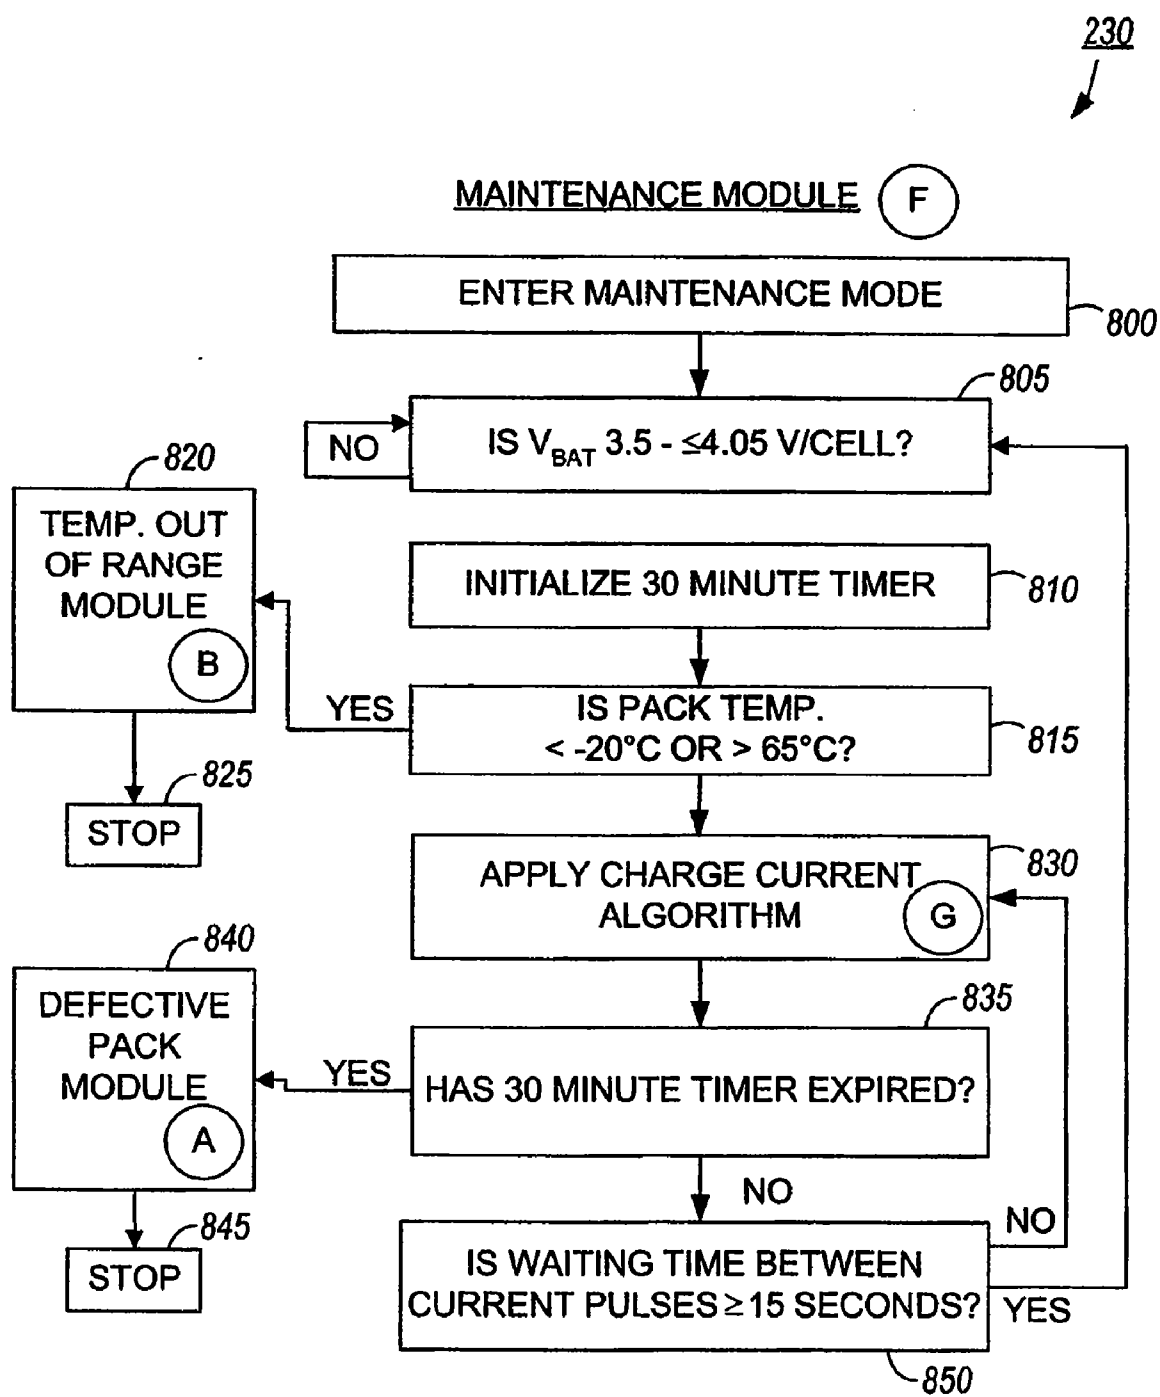 230
MAINTENANCE MODULE F
ENTER MAINTENANCE MODE
800
805
NO
IS VBAT 3.5 - ≤4.05 V/CELL?
820
TEMP. OUT
OF RANGE
MODULE
B
INITIALIZE 30 MINUTE TIMER
810
YES
IS PACK TEMP.
< -20°C OR > 65°C?
815
825
STOP
APPLY CHARGE CURRENT
ALGORITHM
G
830
840
DEFECTIVE
PACK
MODULE
A
YES
835
HAS 30 MINUTE TIMER EXPIRED?
NO
NO
845
STOP
IS WAITING TIME BETWEEN
CURRENT PULSES ≥ 15 SECONDS?
YES
850